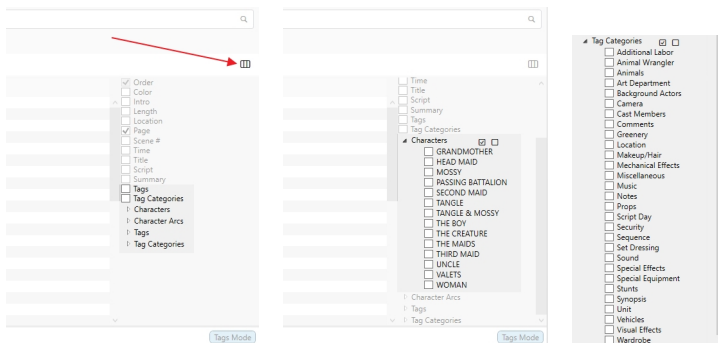 Order
Color
Intro
Length
Location
Page
Scene #
Time
Title
Script
Summary
Tags
Tag Categories
Characters
Character Arcs
Tags
Tag Categories
Tags Mode
Time
Title
Script
Summary
Tags
Tag Categories
Characters
GRANDMOTHER
HEAD MAID
MOSSY
PASSING BATTALION
SECOND MAID
TANGLE
TANGLE & MOSSY
THE BOY
THE CREATURE
THE MAIDS
THIRD MAID
UNCLE
VALETS
WOMAN
Character Arcs
Tags
Tag Categories
Tags Mode
Tag Categories
Additional Labor
Animal Wrangler
Animals
Art Department
Background Actors
Camera
Cast Members
Comments
Greenery
Location
Makeup/Hair
Mechanical Effects
Miscellaneous
Music
Notes
Props
Script Day
Security
Sequence
Set Dressing
Sound
Special Effects
Special Equipment
Stunts
Synopsis
Unit
Vehicles
Visual Effects
Wardrobe